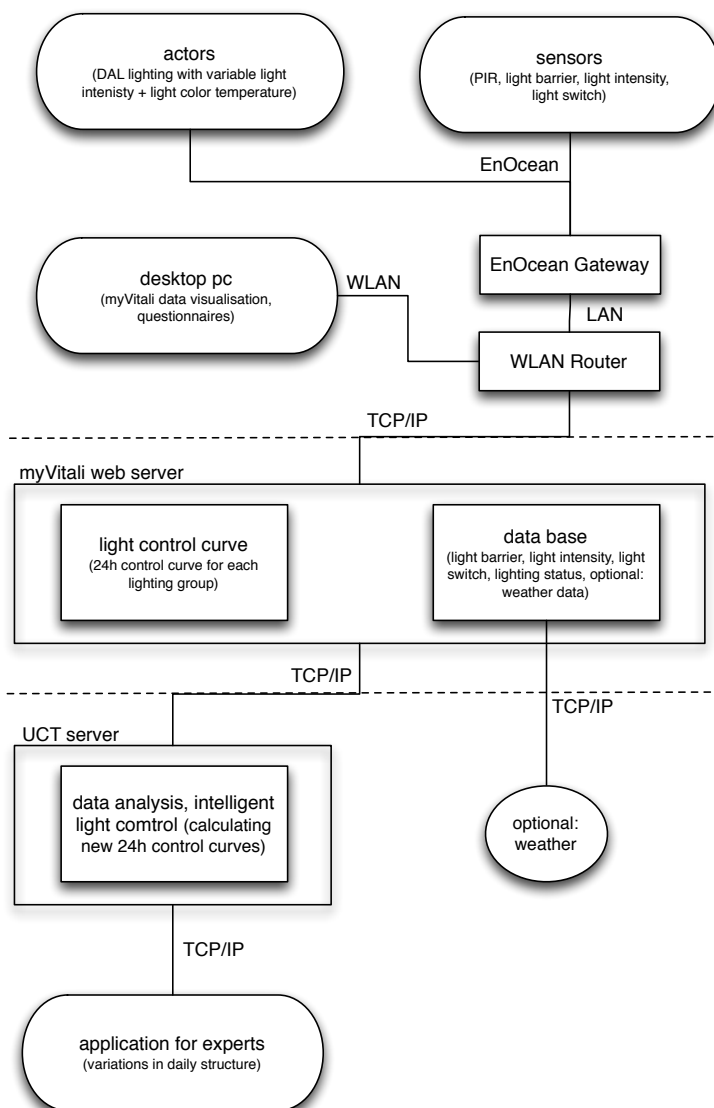 actors
(DAL lighting with variable light
intenisty + light color temperature)
sensors
(PIR, light barrier, light intensity,
light switch)
EnOcean
desktop pc
(myVitali data visualisation,
questionnaires)
WLAN
EnOcean Gateway
LAN
WLAN Router
TCP/IP
myVitali web server
light control curve
(24h control curve for each
lighting group)
data base
(light barrier, light intensity, light
switch, lighting status, optional:
weather data)
TCP/IP
TCP/IP
UCT server
data analysis, intelligent
light comtrol (calculating
new 24h control curves)
optional:
weather
TCP/IP
application for experts
(variations in daily structure)